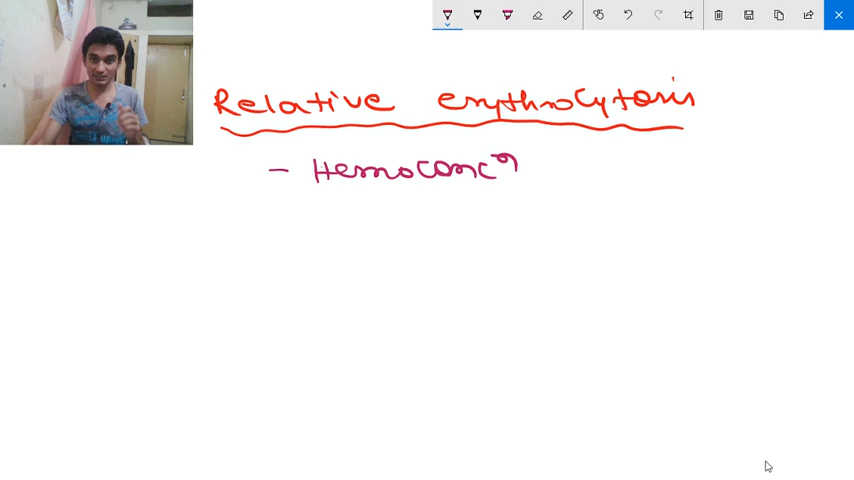 Relative erythrocytosis
- Hemoconcⁿ